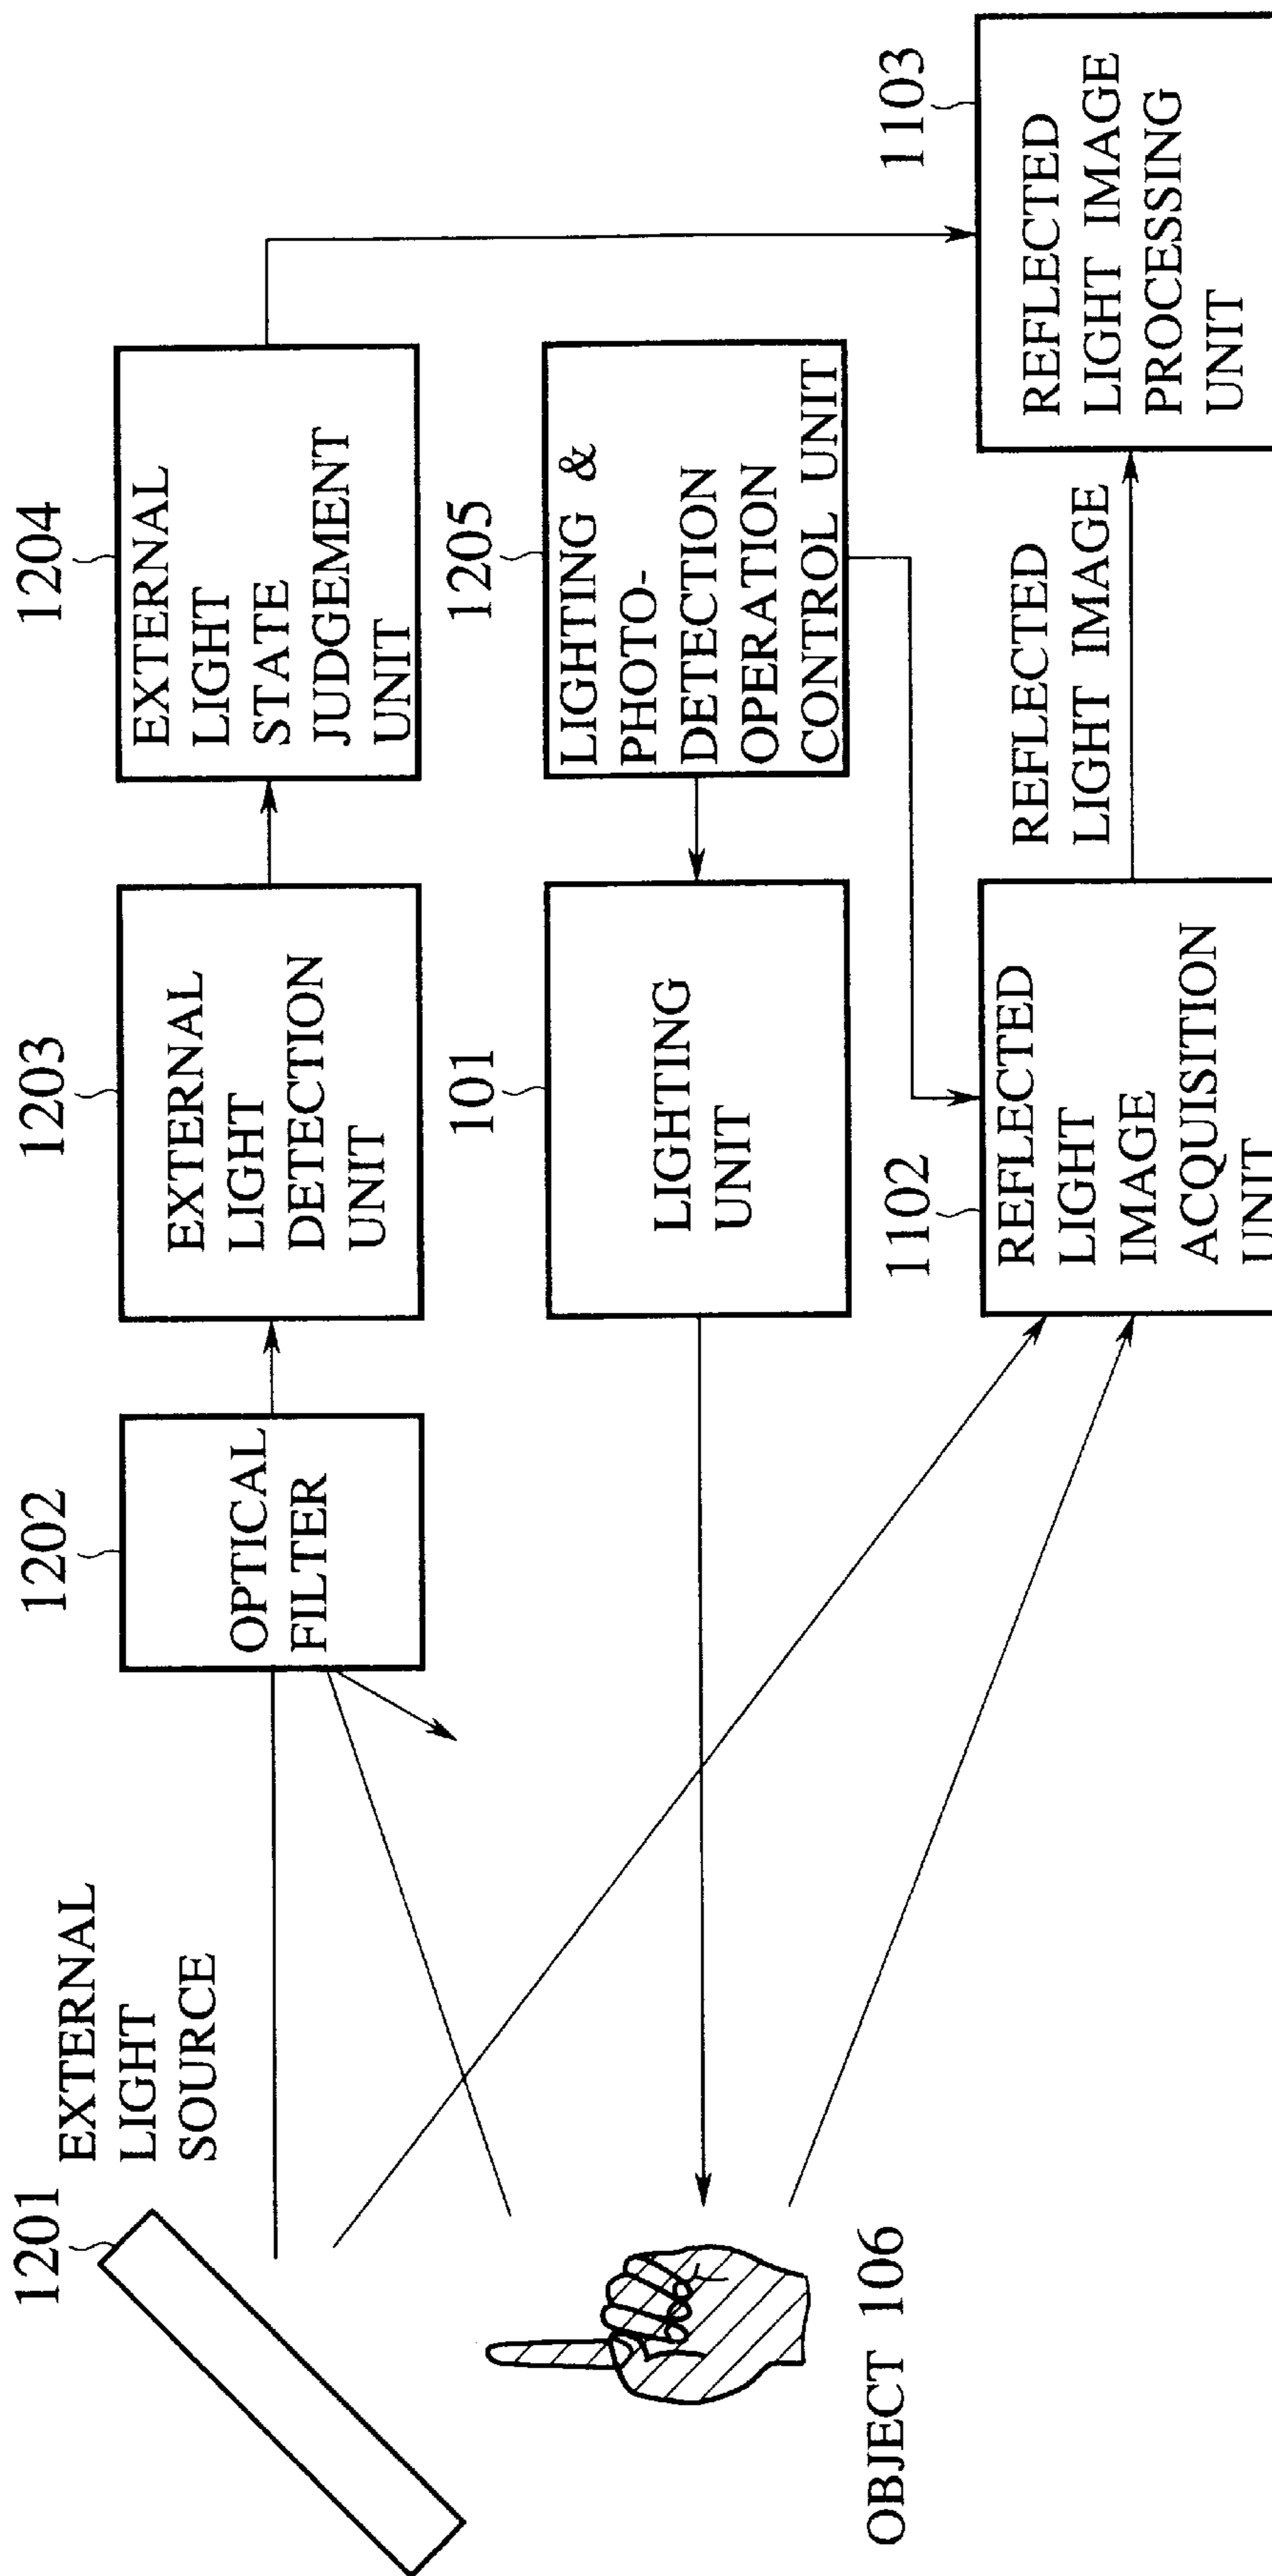 1201
EXTERNAL
LIGHT
SOURCE
1202
OPTICAL
FILTER
1203
EXTERNAL
LIGHT
DETECTION
UNIT
1204
EXTERNAL
LIGHT
STATE
JUDGEMENT
UNIT
101
LIGHTING
UNIT
1205
LIGHTING &
PHOTO-
DETECTION
OPERATION
CONTROL UNIT
OBJECT 106
1102
REFLECTED
LIGHT
IMAGE
ACQUISITION
UNIT
REFLECTED
LIGHT IMAGE
1103
REFLECTED
LIGHT IMAGE
PROCESSING
UNIT